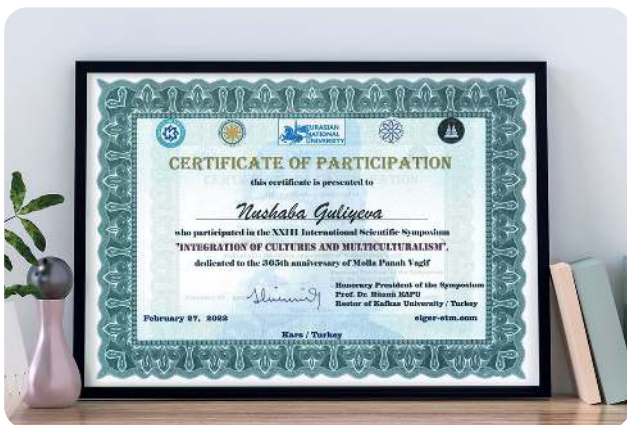 EURASIAN
NATIONAL
UNIVERSITY
CERTIFICATE OF PARTICIPATION
this certificate is presented to
Nushaba Guliyeva
who participated in the XXIII International Scientific Symposium
"INTEGRATION OF CULTURES AND MULTICULTURALISM",
dedicated to the 305th anniversary of Molla Panah Vagif
Honorary President of the Symposium
Prof. Dr. Hüsnü KAPU
Rector of Kafkas University / Turkey
February 27, 2022
elger-etm.com
Kars / Turkey